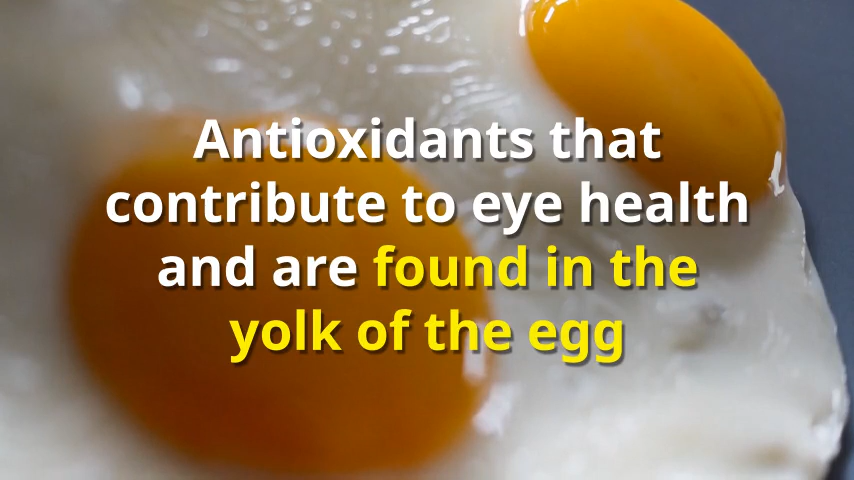 Antioxidants that
contribute to eye health
and are found in the
yolk of the egg